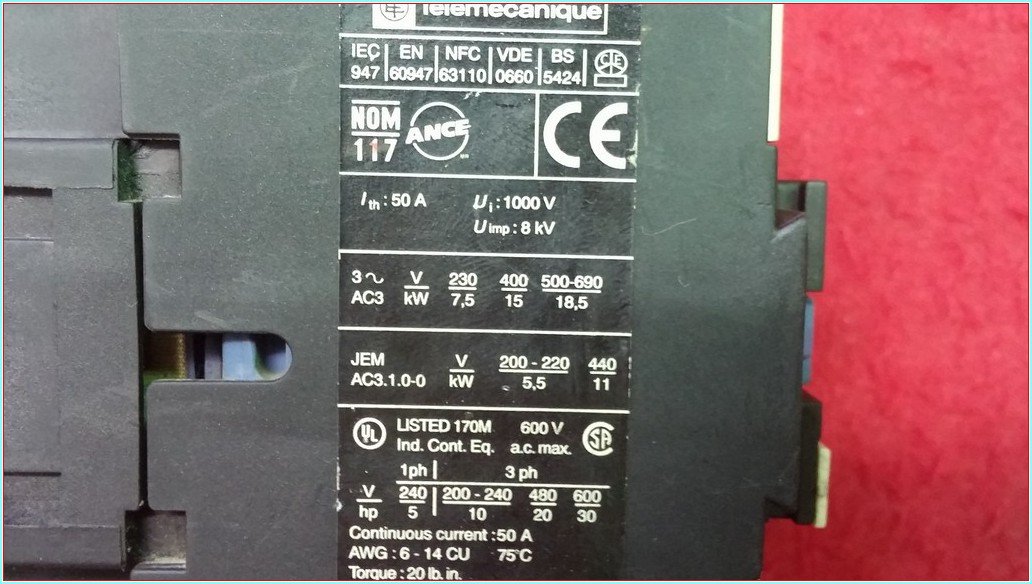 Telemecanique
IEC EN NFC VDE BS
947 60947 63110 0660 5424
NOM
117 ANCE CE
Ith : 50 A Ui : 1000 V
Uimp : 8 kV
3 ~ V 230 400 500-690
AC3 kW 7,5 15 18,5
JEM V 200 - 220 440
AC3.1.0-0 kW 5,5 11
UL LISTED 170M 600 V SA
Ind. Cont. Eq. a.c. max.
1ph 3 ph
V 240 200 - 240 480 600
hp 5 10 20 30
Continuous current : 50 A
AWG : 6 - 14 CU 75°C
Torque : 20 lb. in.